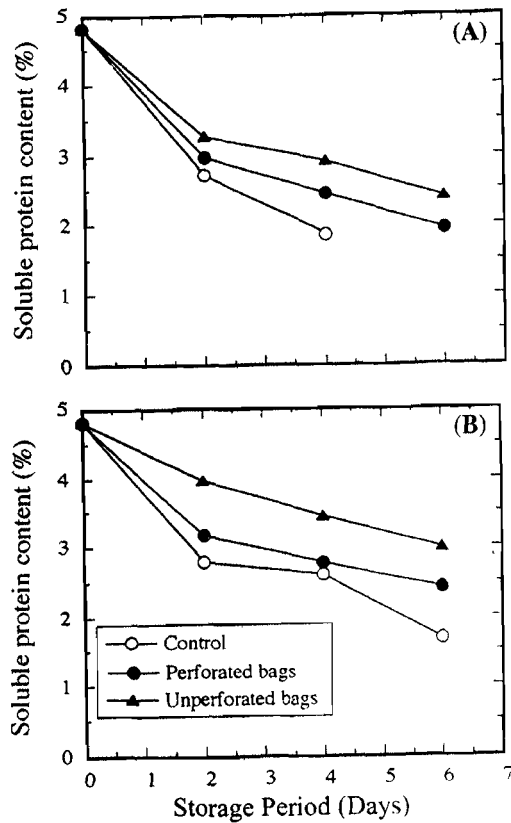 5
(A)
4
3
2
1
0
Soluble protein content (%)
5
(B)
4
3
2
1
0
Soluble protein content (%)
Control
Perforated bags
Unperforated bags
0 1 2 3 4 5 6 7
Storage Period (Days)